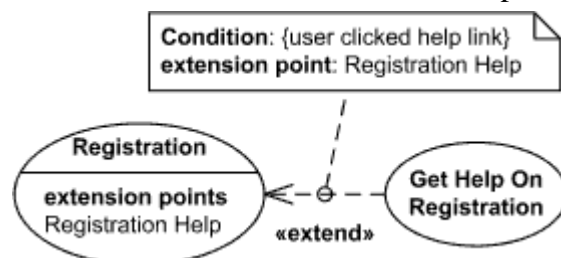 Condition: {user clicked help link}
extension point: Registration Help
Registration
extension points
Registration Help
«extend»
Get Help On
Registration